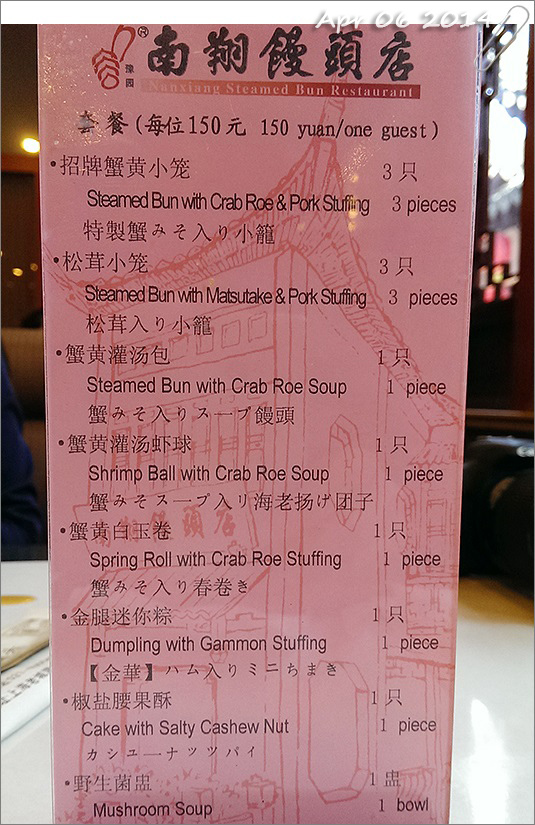 Apr 06 2014
豫园
®
南翔饅頭店
Nanxiang Steamed Bun Restaurant
套餐(每位150元 150 yuan/one guest)
•招牌蟹黄小笼 3只
Steamed Bun with Crab Roe & Pork Stuffing 3 pieces
特製蟹みそ入り小籠
•松茸小笼 3只
Steamed Bun with Matsutake & Pork Stuffing 3 pieces
松茸入り小籠
•蟹黄灌汤包 1只
Steamed Bun with Crab Roe Soup 1 piece
蟹みそ入りスープ饅頭
•蟹黄灌汤虾球 1只
Shrimp Ball with Crab Roe Soup 1 piece
蟹みそスープ入り海老揚げ団子
•蟹黄白玉卷 1只
Spring Roll with Crab Roe Stuffing 1 piece
蟹みそ入り春巻き
•金腿迷你粽 1只
Dumpling with Gammon Stuffing 1 piece
【金華】ハム入りミニちまき
•椒盐腰果酥 1只
Cake with Salty Cashew Nut 1 piece
カシユーナッツパイ
•野生菌盅 1盅
Mushroom Soup 1 bowl